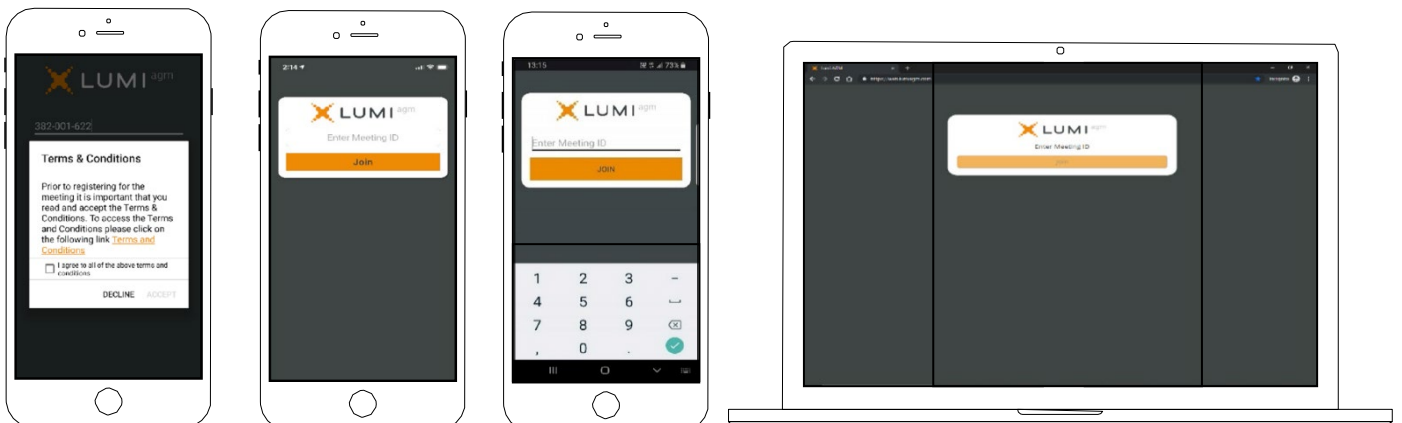 LUMI agm
382-001-622
Terms & Conditions
Prior to registering for the
meeting it is important that you
read and accept the Terms &
Conditions. To access the Terms
and Conditions please click on
the following link Terms and
Conditions
I agree to all of the above terms and
conditions
DECLINE ACCEPT
2:14
LUMI agm
Enter Meeting ID
Join
13:15 73%
LUMI agm
Enter Meeting ID
JOIN
1 2 3 -
4 5 6
7 8 9
, 0 .
LUMI agm
Enter Meeting ID
Join